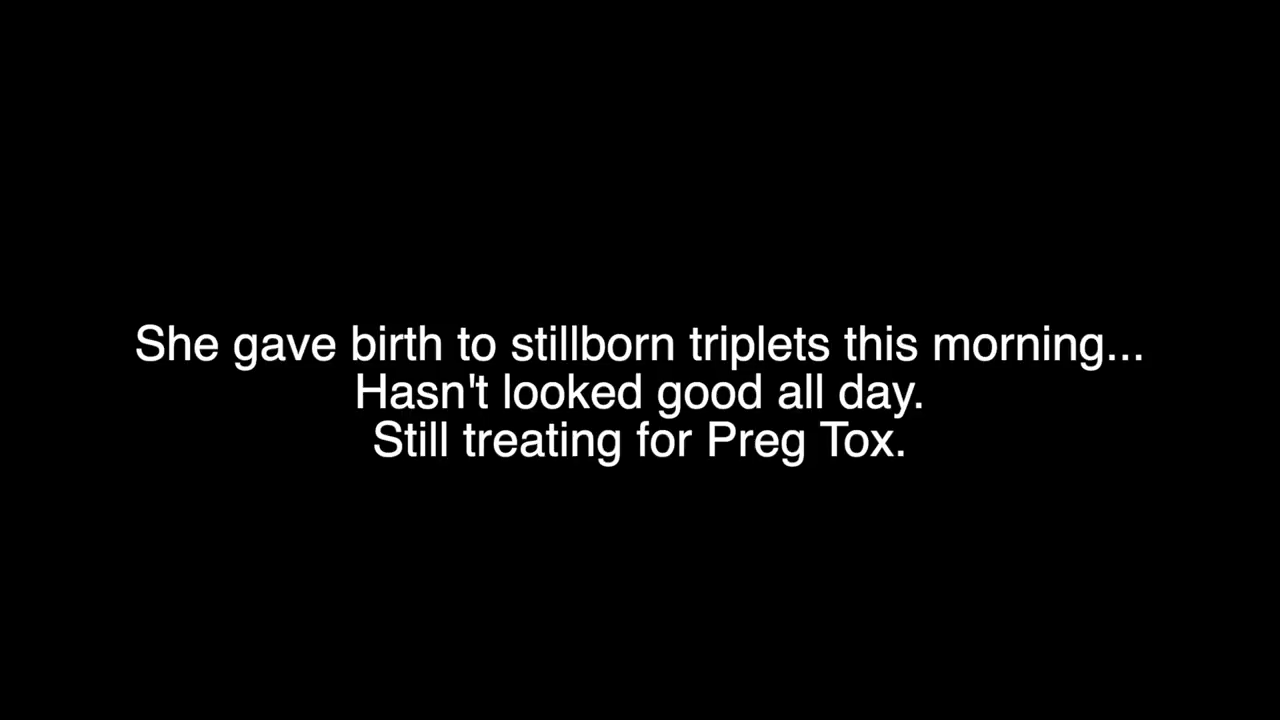 She gave birth to stillborn triplets this morning...
Hasn't looked good all day.
Still treating for Preg Tox.